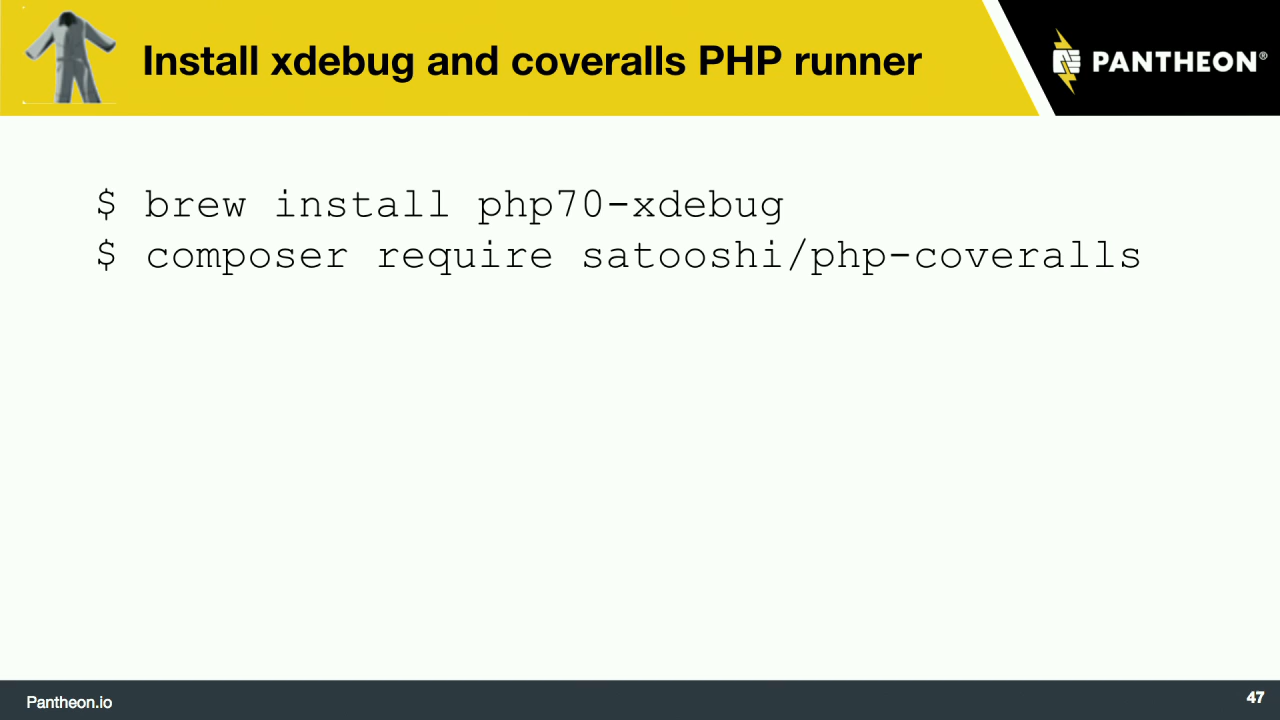 Install xdebug and coveralls PHP runner
PANTHEON®
$ brew install php70-xdebug
$ composer require satooshi/php-coveralls
Pantheon.io
47